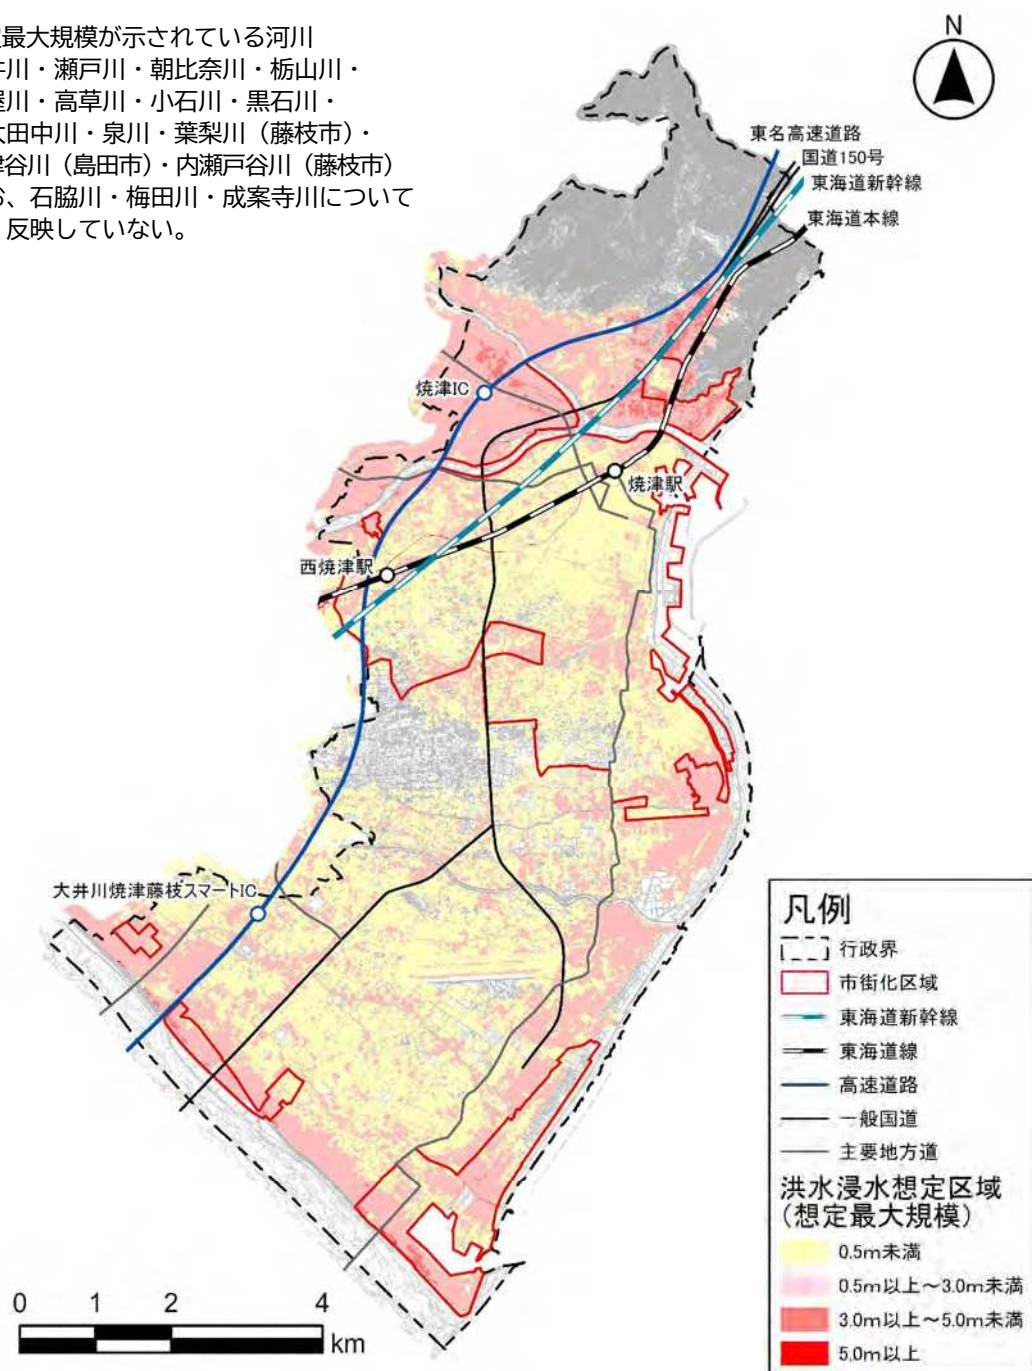 最大規模が示されている河川
川・瀬戸川・朝比奈川・栃山川・
川・高草川・小石川・黒石川・
田中川・泉川・葉梨川（藤枝市）・
谷川（島田市）・内瀬戸谷川（藤枝市）
、石脇川・梅田川・成案寺川について
反映していない。
N
東名高速道路
国道150号
東海道新幹線
東海道本線
焼津IC
焼津駅
西焼津駅
大井川焼津藤枝スマートIC
凡例
行政界
市街化区域
東海道新幹線
東海道線
高速道路
一般国道
主要地方道
洪水浸水想定区域
（想定最大規模）
0.5m未満
0.5m以上～3.0m未満
3.0m以上～5.0m未満
5.0m以上
0 1 2 4
km